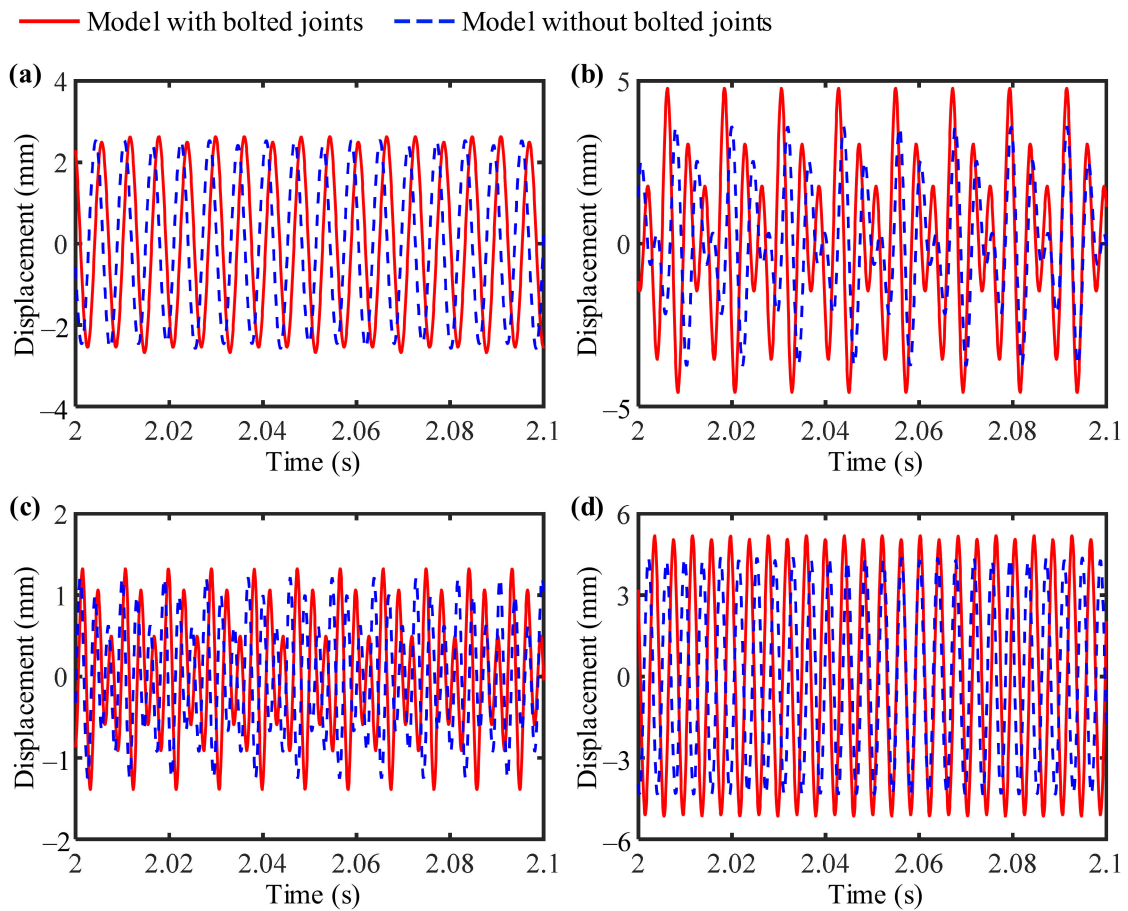 Model with bolted joints Model without bolted joints
(a) (b)
4
2
0
−2
−4
Displacement (mm)
2 2.02 2.04 2.06 2.08 2.1
Time (s)
5
0
−5
Displacement (mm)
2 2.02 2.04 2.06 2.08 2.1
Time (s)
(c) (d)
2
1
0
−1
−2
Displacement (mm)
2 2.02 2.04 2.06 2.08 2.1
Time (s)
6
3
0
−3
−6
Displacement (mm)
2 2.02 2.04 2.06 2.08 2.1
Time (s)